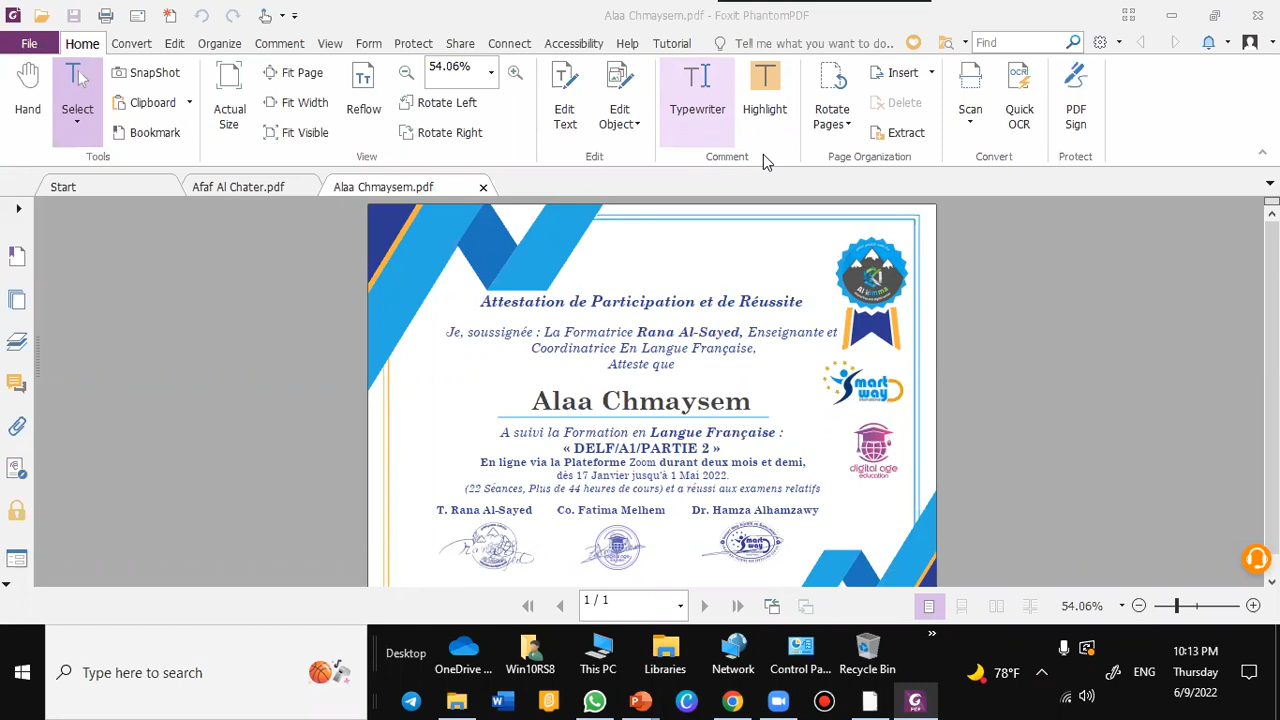 Alaa Chmaysem.pdf - Foxit PhantomPDF
File Home Convert Edit Organize Comment View Form Protect Share Connect Accessibility Help Tutorial Tell me what you want to do.. Find
Hand
Select
SnapShot
Clipboard
Bookmark
Tools
Actual Size
Fit Page
Fit Width
Fit Visible
Reflow
54.06%
Rotate Left
Rotate Right
View
Edit Text
Edit Object
Edit
Typewriter
Highlight
Comment
Rotate Pages
Insert
Delete
Extract
Page Organization
Scan
Quick OCR
Convert
PDF Sign
Protect
Start Afaf Al Chater.pdf Alaa Chmaysem.pdf
Attestation de Participation et de Réussite
Je, soussignée : La Formatrice Rana Al-Sayed, Enseignante et
Coordinatrice En Langue Française,
Atteste que
Alaa Chmaysem
A suivi la Formation en Langue Française :
« DELF/A1/PARTIE 2 »
En ligne via la Plateforme Zoom durant deux mois et demi,
dès 17 Janvier jusqu'à 1 Mai 2022.
(22 Séances, Plus de 44 heures de cours) et a réussi aux examens relatifs
T. Rana Al-Sayed Co. Fatima Melhem Dr. Hamza Alhamzawy
smart way
digital age
education
1 / 1
54.06%
Type here to search
Desktop
OneDrive ...
Win10RS8
This PC
Libraries
Network
Control Pa...
Recycle Bin
78°F
ENG
10:13 PM
Thursday
6/9/2022